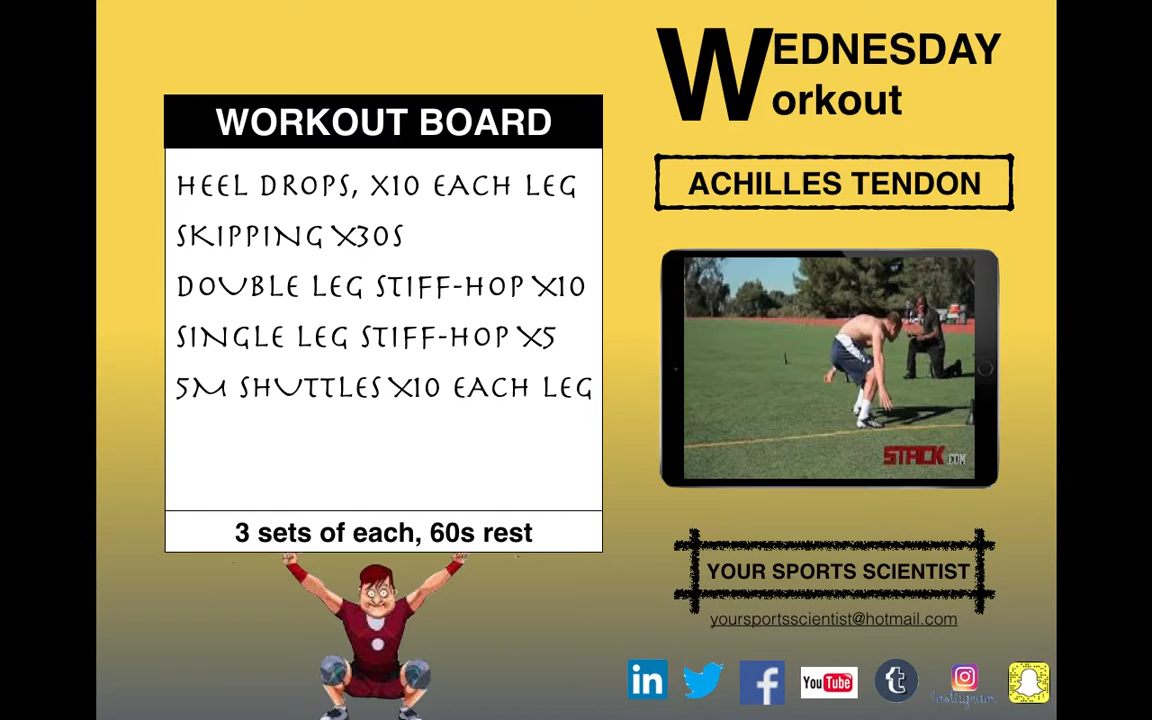 WEDNESDAY
Workout
WORKOUT BOARD
HEEL DROPS, X10 EACH LEG
SKIPPING X30S
DOUBLE LEG STIFF-HOP X10
SINGLE LEG STIFF-HOP X5
5M SHUTTLES X10 EACH LEG
3 sets of each, 60s rest
ACHILLES TENDON
STACK.COM
YOUR SPORTS SCIENTIST
yoursportsscientist@hotmail.com
in
f
You Tube
t
Instagram